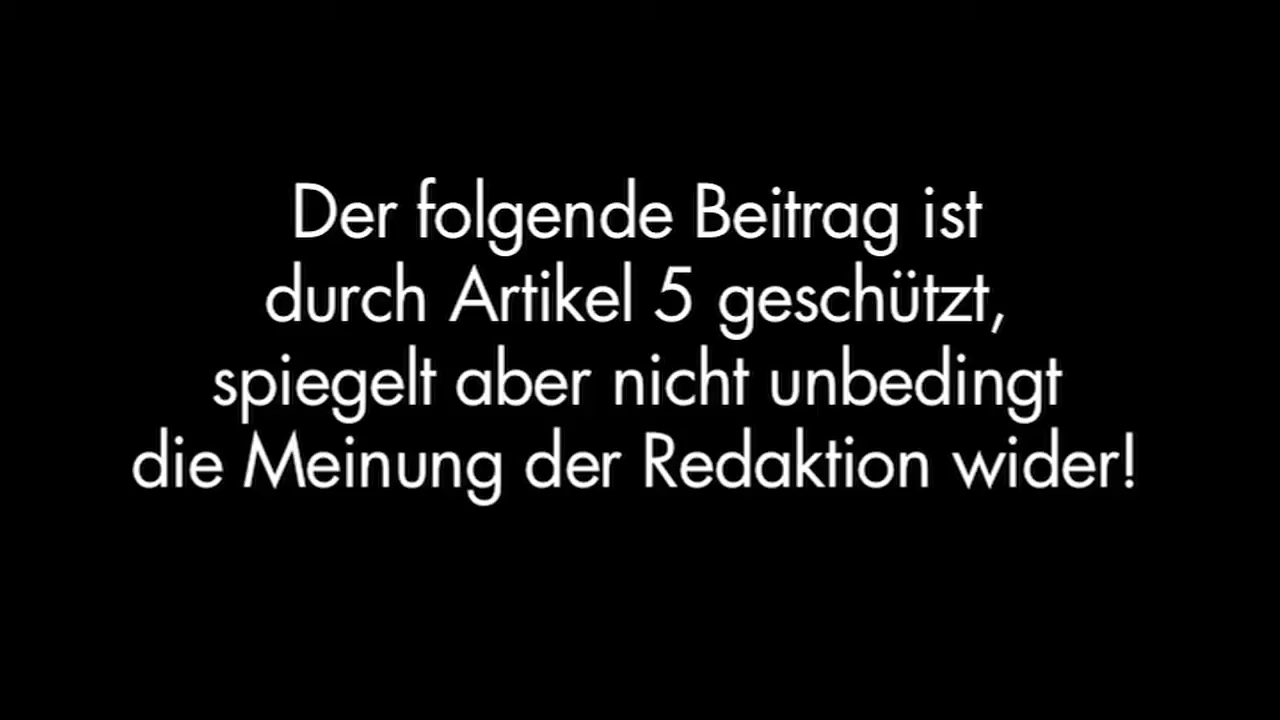 Der folgende Beitrag ist
durch Artikel 5 geschützt,
spiegelt aber nicht unbedingt
die Meinung der Redaktion wider!